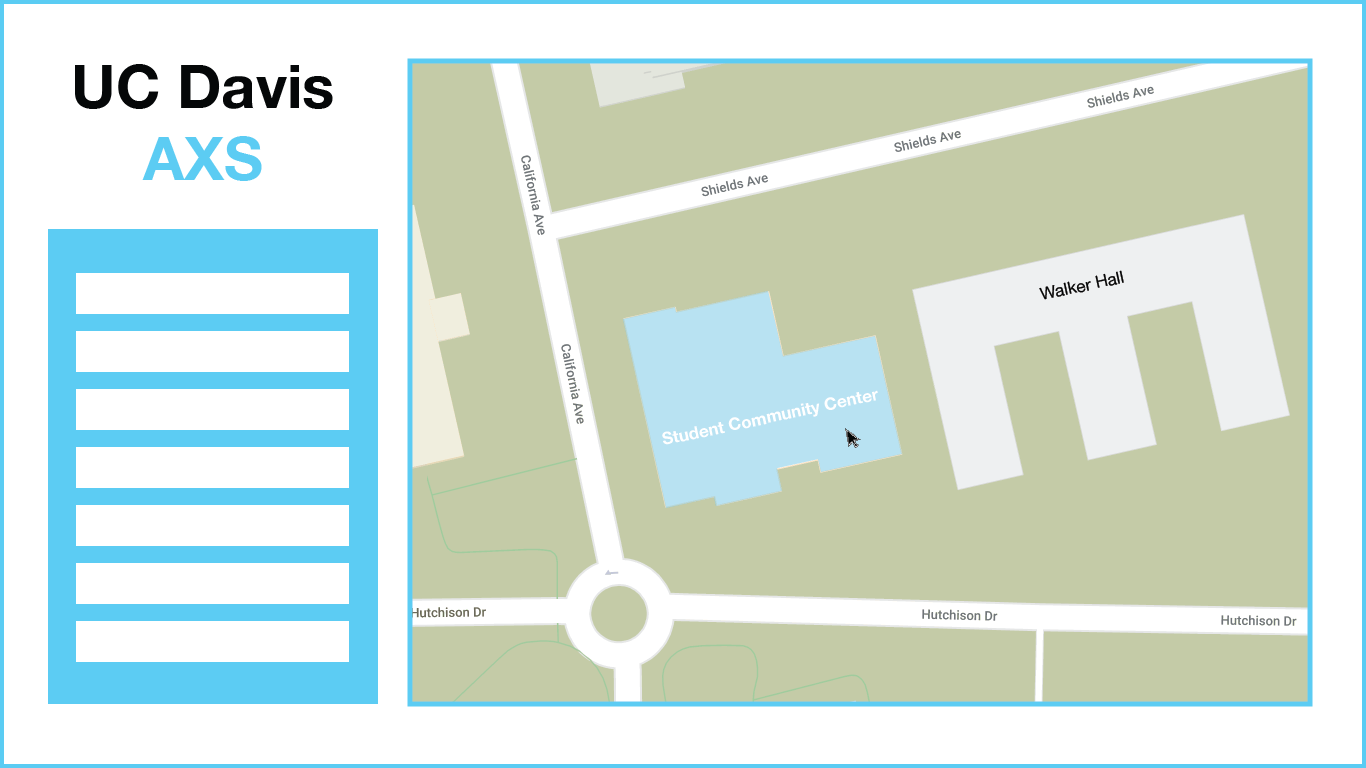 UC Davis
AXS
Shields Ave
Shields Ave
Shields Ave
California Ave
California Ave
Walker Hall
Student Community Center
Hutchison Dr
Hutchison Dr
Hutchison Dr